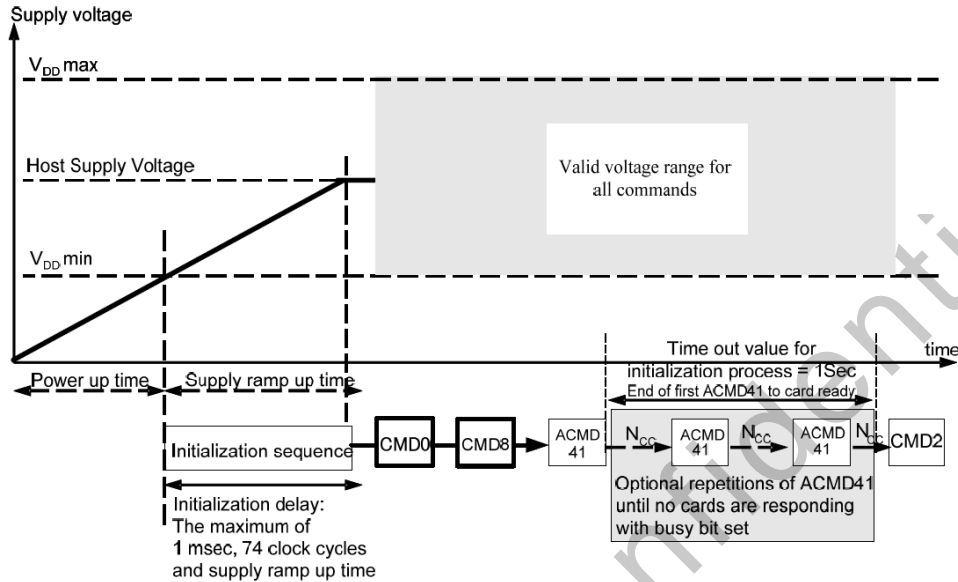 Supply voltage
V_DD max
Host Supply Voltage
Valid voltage range for
all commands
V_DD min
time
Power up time
Supply ramp up time
Time out value for
initialization process = 1Sec
End of first ACMD41 to card ready
Initialization sequence
CMD0
CMD8
ACMD
41
N_CC
ACMD
41
N_CC
ACMD
41
N_CC
CMD2
Optional repetitions of ACMD41
until no cards are responding
with busy bit set
Initialization delay:
The maximum of
1 msec, 74 clock cycles
and supply ramp up time
nfidenti